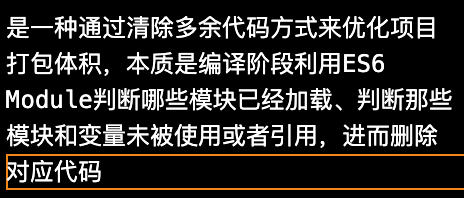 是一种通过清除多余代码方式来优化项目
打包体积，本质是编译阶段利用ES6
Module判断哪些模块已经加载、判断那些
模块和变量未被使用或者引用，进而删除
对应代码